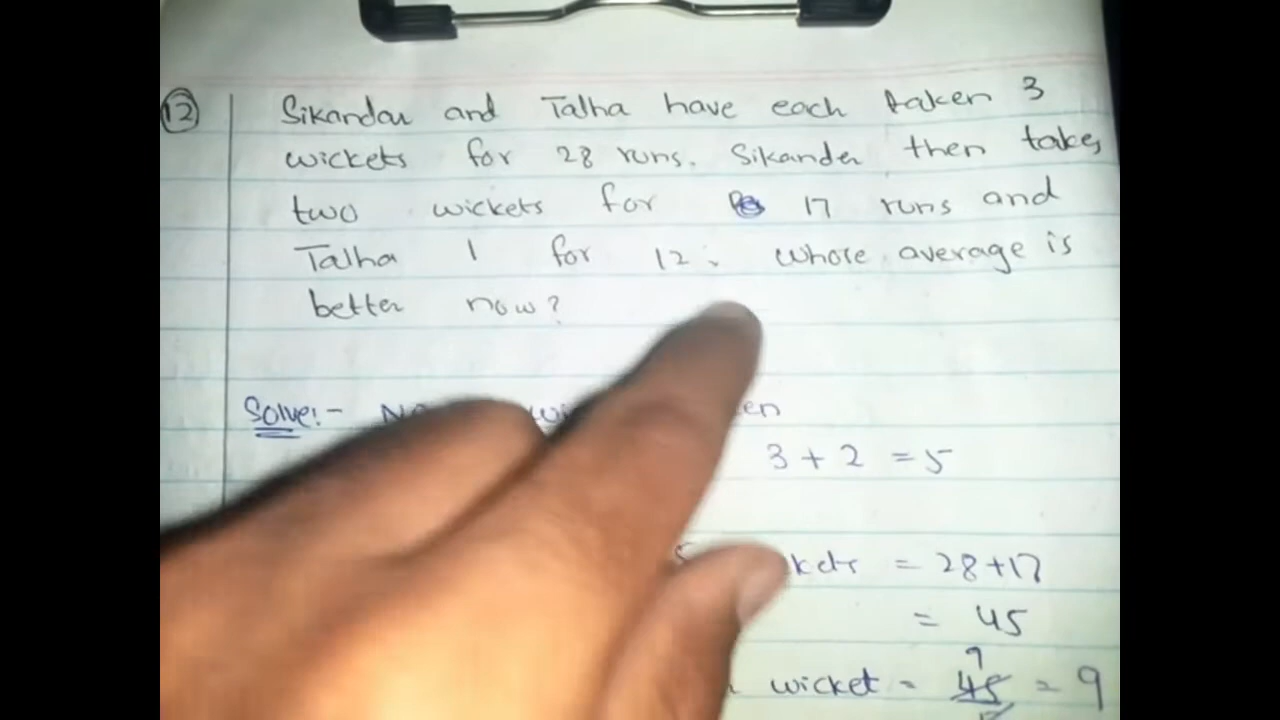 12
Sikandar and Talha have each taken 3
wickets for 28 runs. Sikander then takes
two wickets for 17 runs and
Talha 1 for 12. Whose average is
better now?
Solve:-
3 + 2 = 5
= 28+17
= 45
wicket = 45 = 9
9